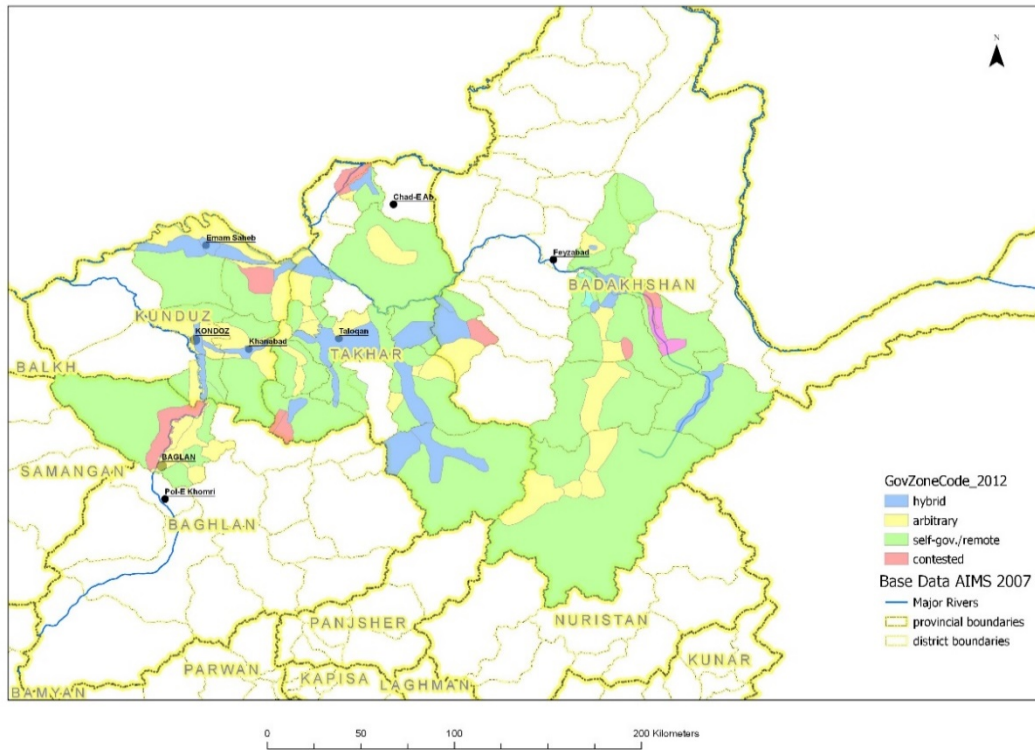 N
Chad-E Ab
Emam Saheb
Feyzabad
BADAKHSHAN
KUNDUZ
KONDOZ
Khanabad
Taloqan
TAKHAR
BALKH
SAMANGAN
BAGLAN
Pol-E Khomri
BAGHLAN
GovZoneCode_2012
hybrid
arbitrary
self-gov./remote
contested
Base Data AIMS 2007
Major Rivers
provincial boundaries
district boundaries
PANJSHER
NURISTAN
PARWAN
KUNAR
KAPISA
LAGHMAN
BAMYAN
0 50 100 200 Kilometers